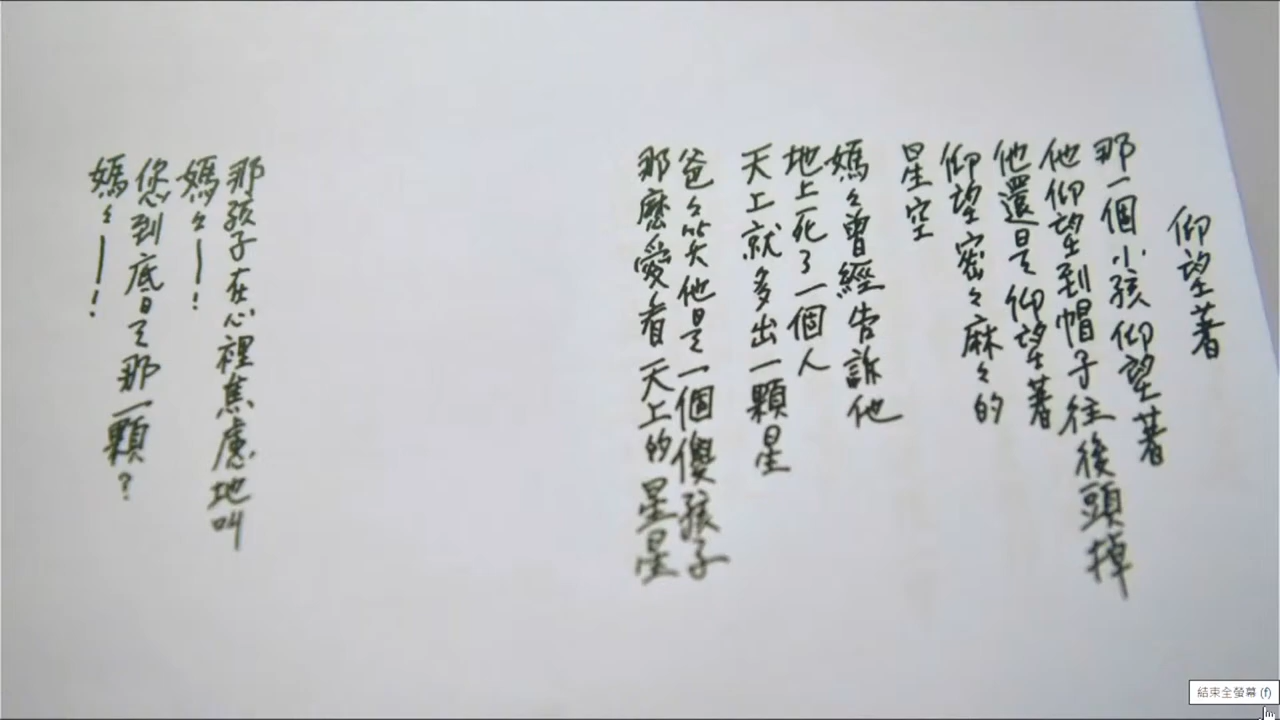 仰望著
那一個小孩仰望著
他仰望到帽子往後頭掉
他還是仰望著
仰望密々麻々的
星空
媽々曾經告訴他
地上死了一個人
天上就多出一顆星
爸々笑他是一個傻孩子
那麼愛看天上的星星
那孩子在心裡焦慮地叫
媽々—!
您到底是那一顆?
媽々—!
結束全螢幕 (f)